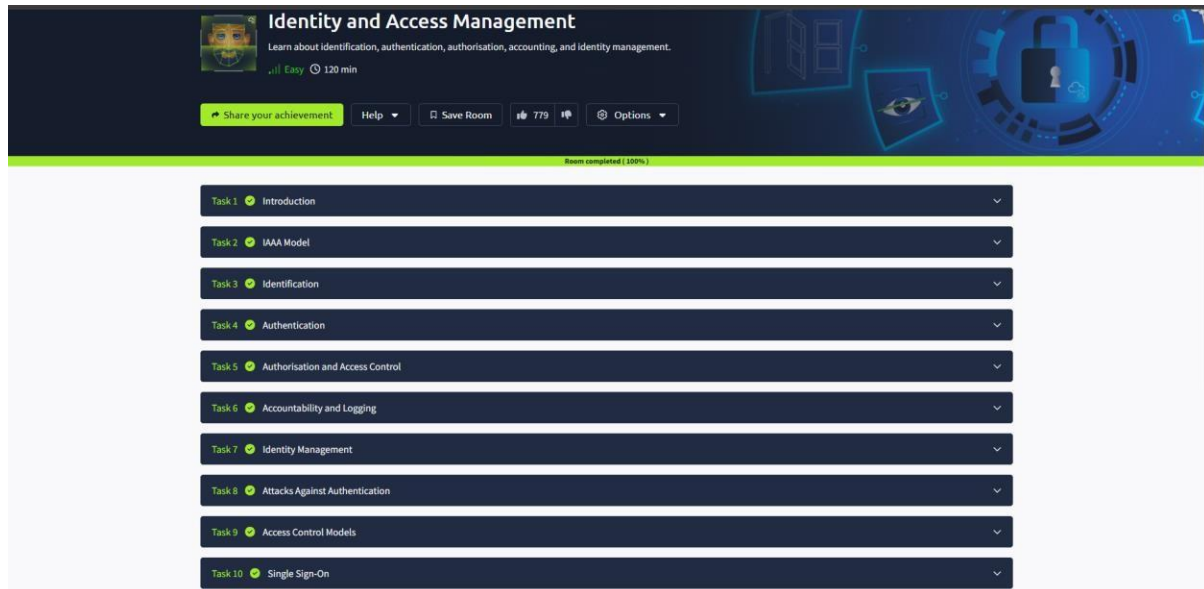 Identity and Access Management
Learn about identification, authentication, authorisation, accounting, and identity management.
Easy 120 min
Share your achievement Help Save Room 779 Options
Room completed ( 100% )
Task 1 Introduction
Task 2 IAAA Model
Task 3 Identification
Task 4 Authentication
Task 5 Authorisation and Access Control
Task 6 Accountability and Logging
Task 7 Identity Management
Task 8 Attacks Against Authentication
Task 9 Access Control Models
Task 10 Single Sign-On